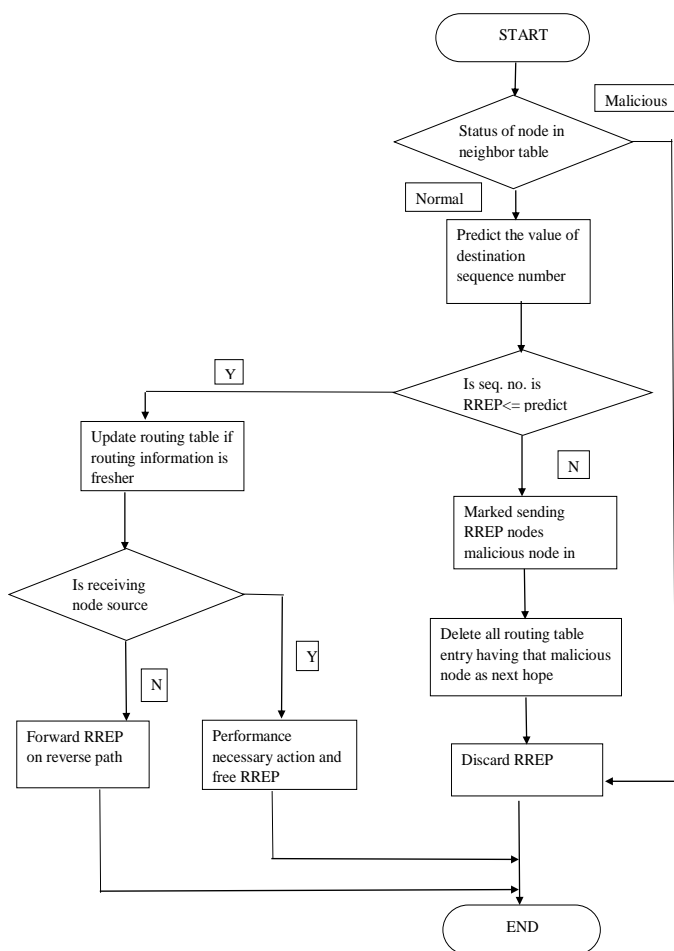 START
Malicious
Status of node in
neighbor table
Normal
Predict the value of
destination
sequence number
Y
Is seq. no. is
RREP<= predict
Update routing table if
routing information is
fresher
N
Marked sending
RREP nodes
malicious node in
Is receiving
node source
Delete all routing table
entry having that malicious
node as next hope
Y
N
Forward RREP
on reverse path
Performance
necessary action and
free RREP
Discard RREP
END